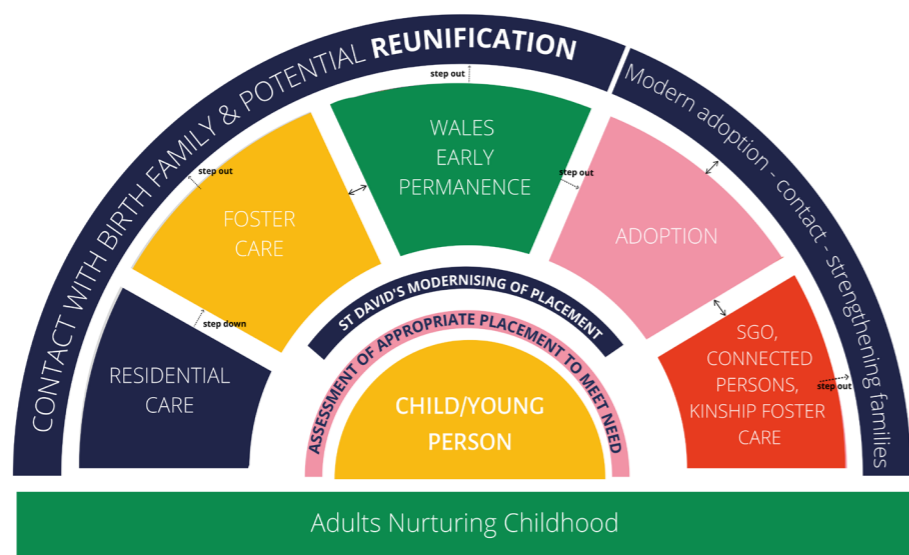 CONTACT WITH BIRTH FAMILY & POTENTIAL REUNIFICATION
Modern adoption - contact - strengthening families
step out
WALES
EARLY
PERMANENCE
step out
step out
FOSTER
CARE
ADOPTION
step down
RESIDENTIAL
CARE
SGO,
CONNECTED
PERSONS,
KINSHIP FOSTER
CARE
step out
ST DAVID'S MODERNISING OF PLACEMENT
ASSESSMENT OF APPROPRIATE PLACEMENT TO MEET NEED
CHILD/YOUNG
PERSON
Adults Nurturing Childhood